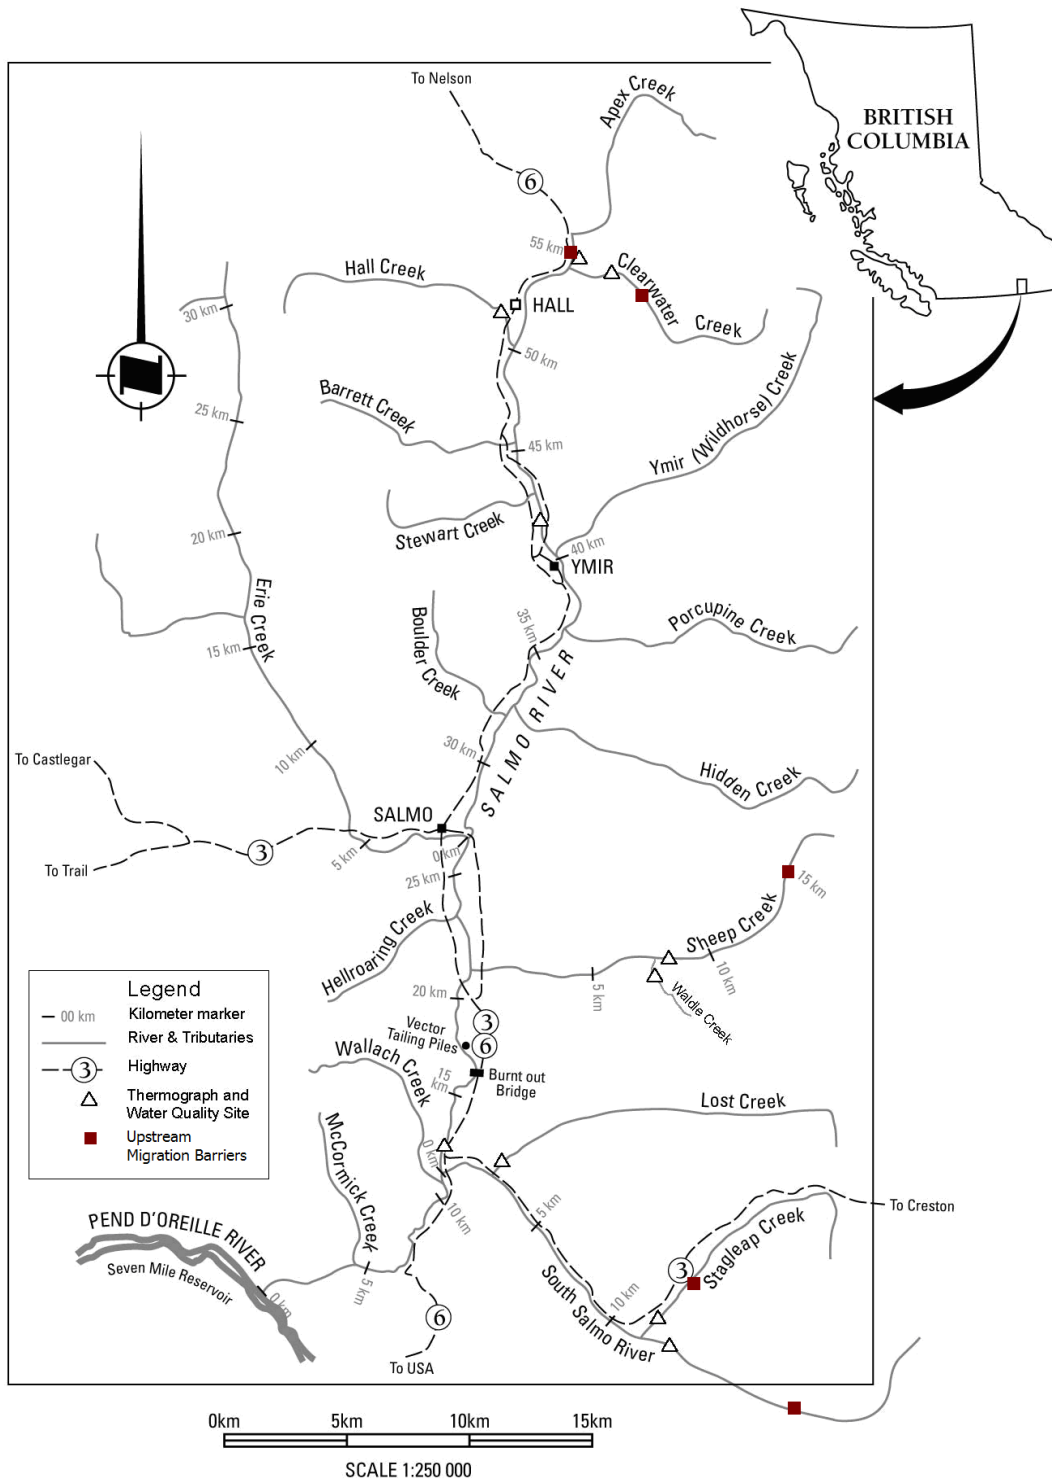 To Nelson
Apex Creek
BRITISH
COLUMBIA
6
55 km
Hall Creek
Clearwater
Creek
30 km
HALL
50 km
Barrett Creek
25 km
45 km
Ymir (Wildhorse) Creek
Stewart Creek
20 km
40 km
YMIR
Erie Creek
Boulder Creek
35 km
Porcupine Creek
15 km
SALMO RIVER
10 km
30 km
To Castlegar
Hidden Creek
SALMO
3
5 km
0 km
To Trail
25 km
15 km
Hellroaring Creek
Sheep Creek
10 km
5 km
20 km
Waldie Creek
Legend
00 km
Kilometer marker
River & Tributaries
3
Highway
Thermograph and
Water Quality Site
Upstream
Migration Barriers
3
6
Vector
Tailing Piles
Wallach Creek
15
km
Burnt out
Bridge
Lost Creek
McCormick Creek
0 km
10 km
5 km
To Creston
PEND D'OREILLE RIVER
Seven Mile Reservoir
0 km
5 km
Stagleap Creek
3
10 km
South Salmo River
6
To USA
0km
5km
10km
15km
SCALE 1:250 000